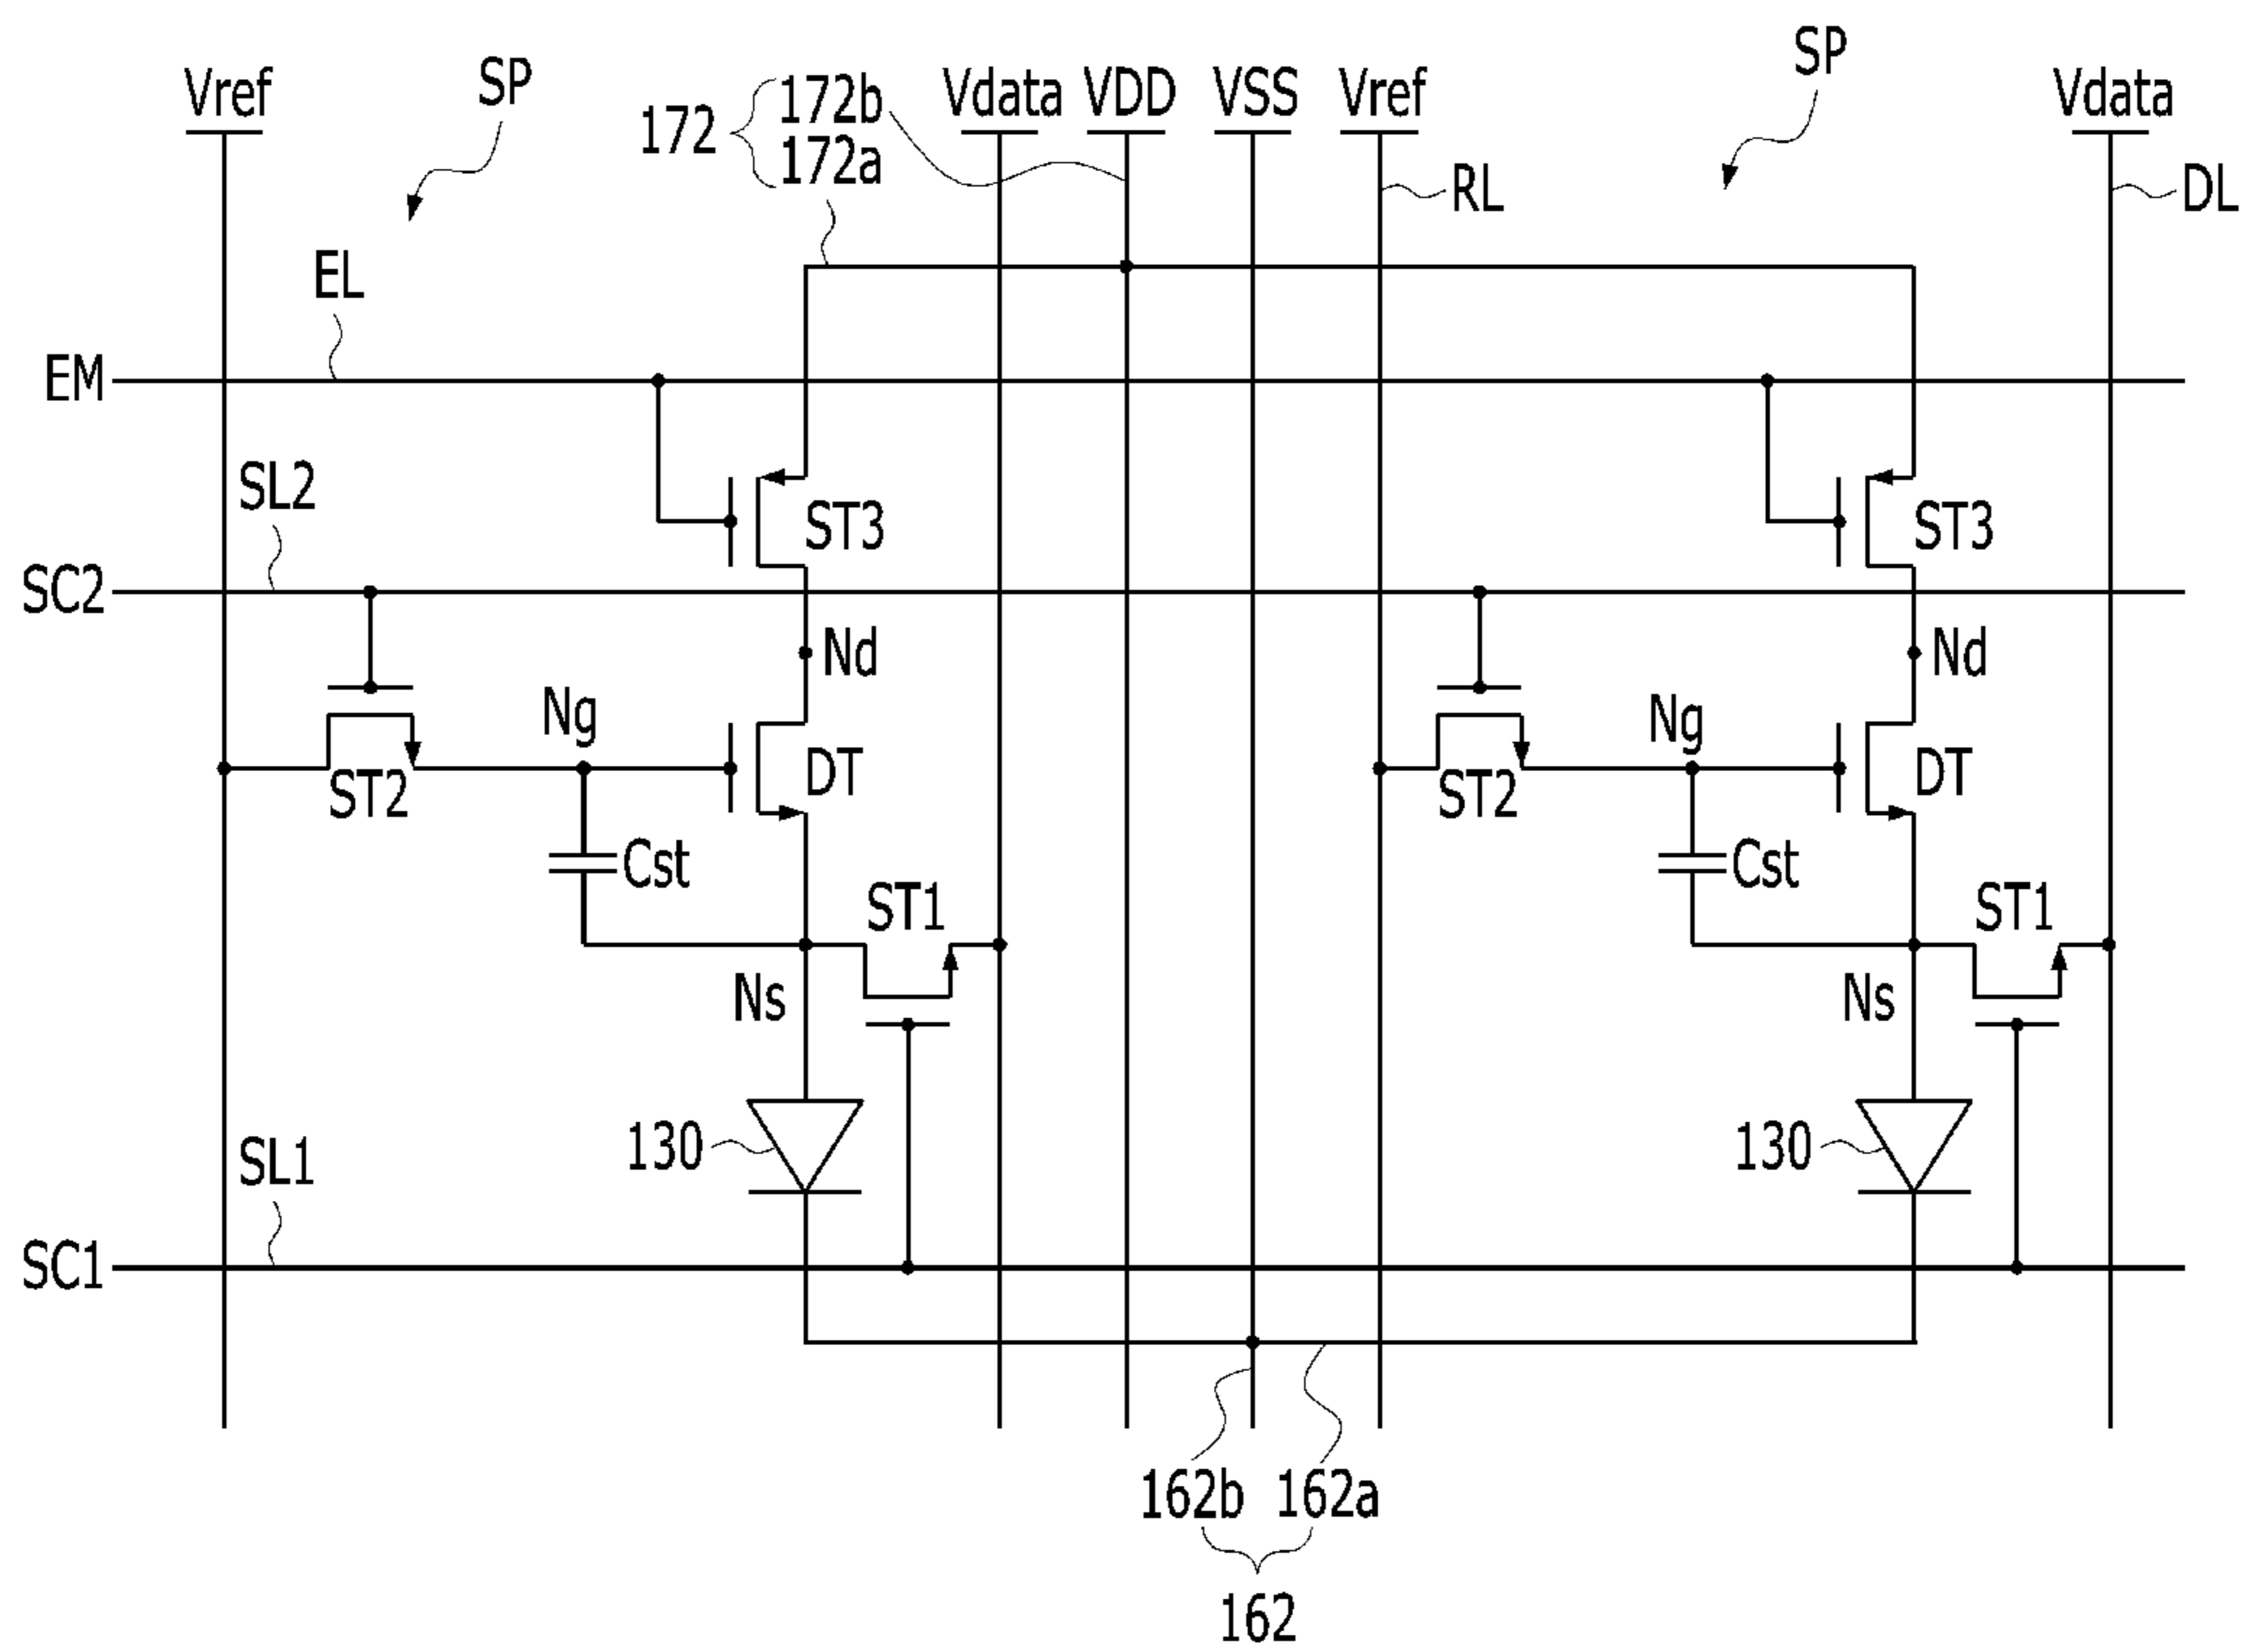 SP
SP
Vref
172
172b
172a
Vdata
VDD
VSS
Vref
Vdata
RL
DL
EL
EM
SL2
ST3
ST3
SC2
Nd
Nd
Ng
Ng
ST2
DT
ST2
DT
Cst
Cst
ST1
ST1
Ns
Ns
130
130
SL1
SC1
162b
162a
162